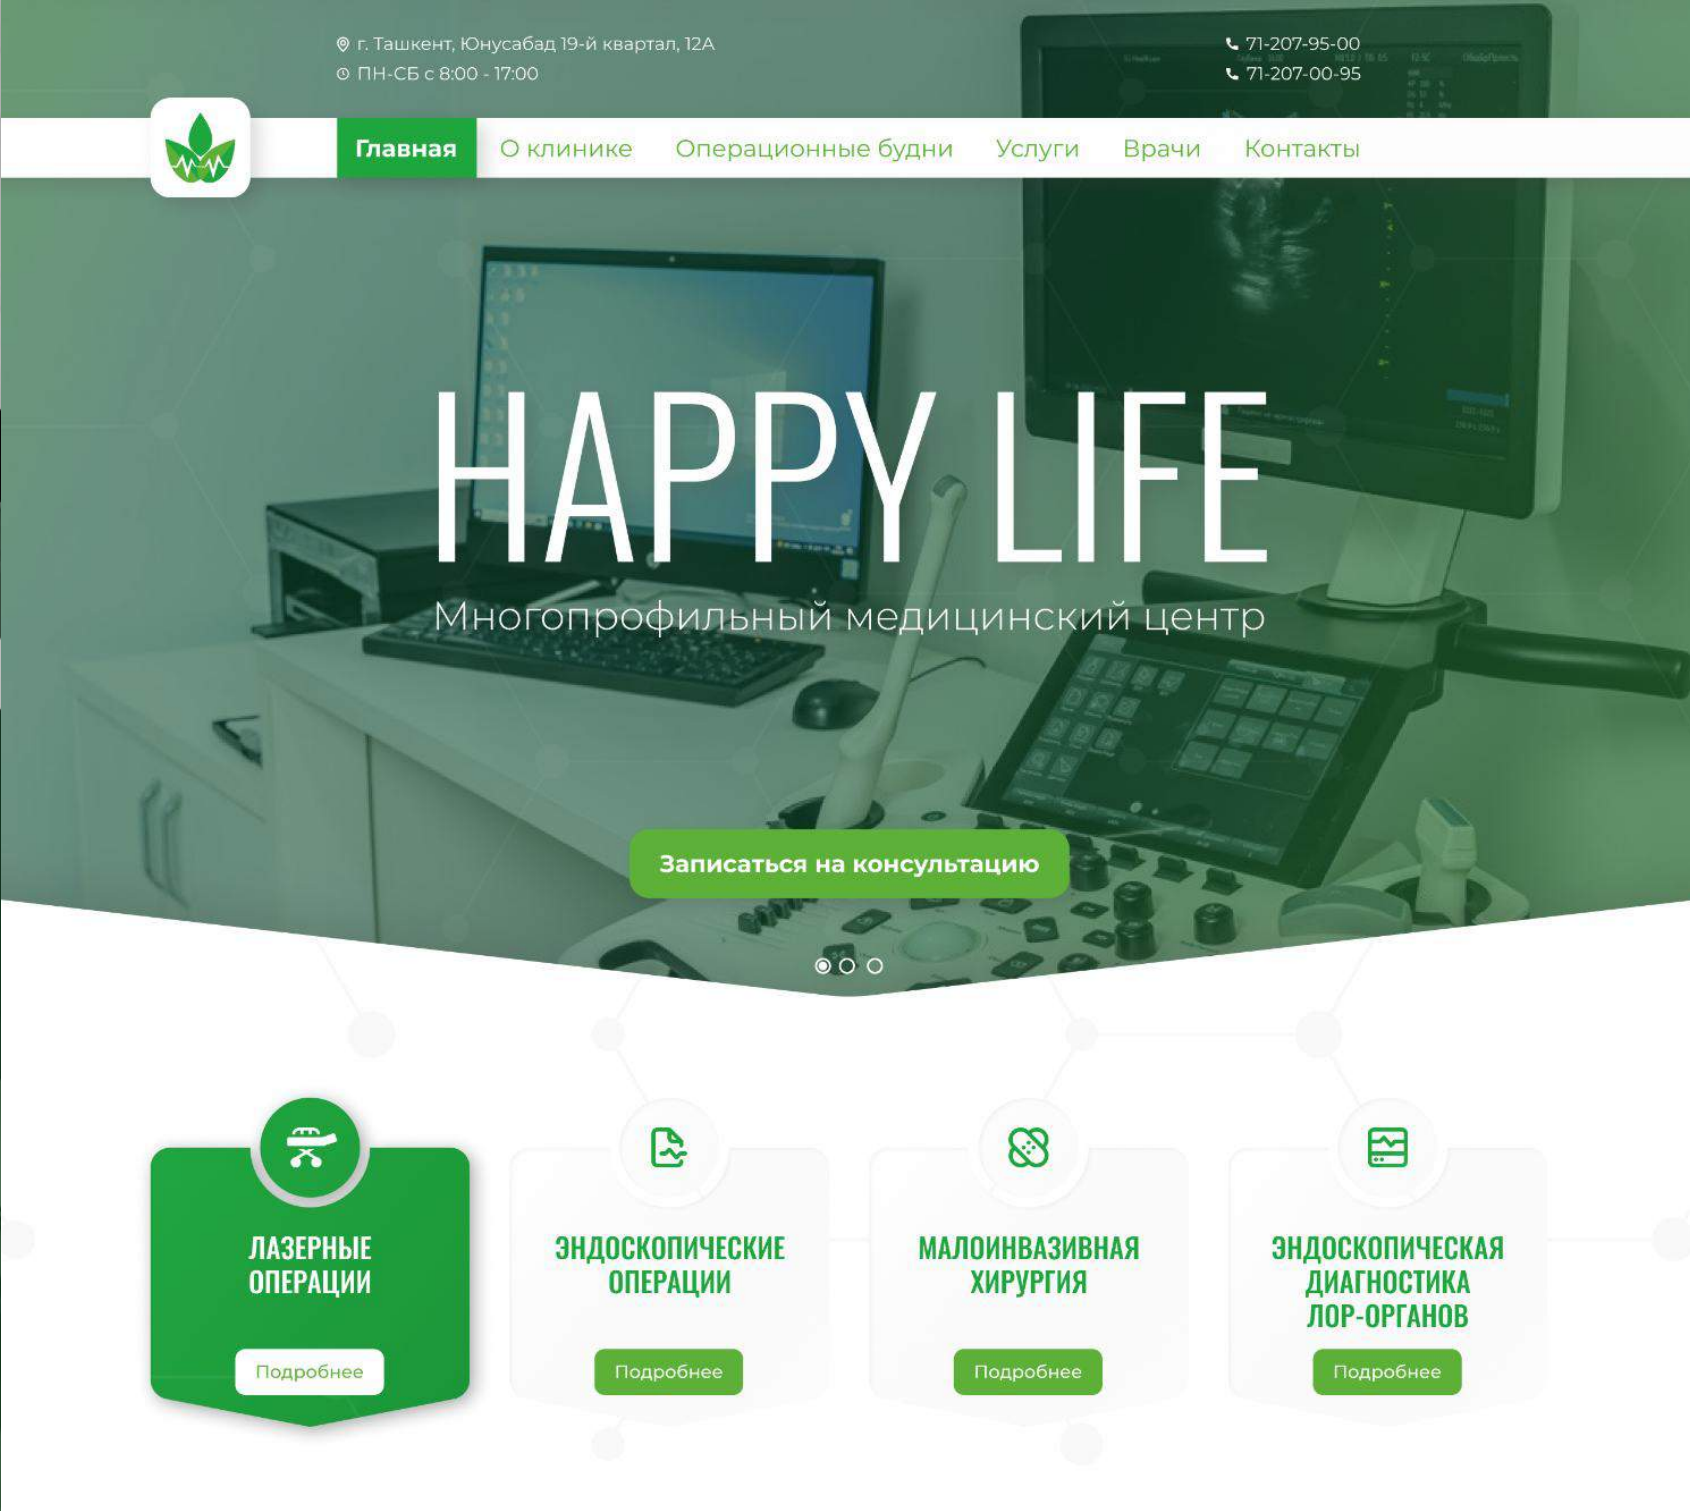 г. Ташкент, Юнусабад 19-й квартал, 12А
71-207-95-00
ПН-СБ с 8:00 - 17:00
71-207-00-95
Главная
О клинике
Операционные будни
Услуги
Врачи
Контакты
HAPPY LIFE
Многопрофильный медицинский центр
Записаться на консультацию
ЛАЗЕРНЫЕ
ОПЕРАЦИИ
Подробнее
ЭНДОСКОПИЧЕСКИЕ
ОПЕРАЦИИ
Подробнее
МАЛОИНВАЗИВНАЯ
ХИРУРГИЯ
Подробнее
ЭНДОСКОПИЧЕСКАЯ
ДИАГНОСТИКА
ЛОР-ОРГАНОВ
Подробнее